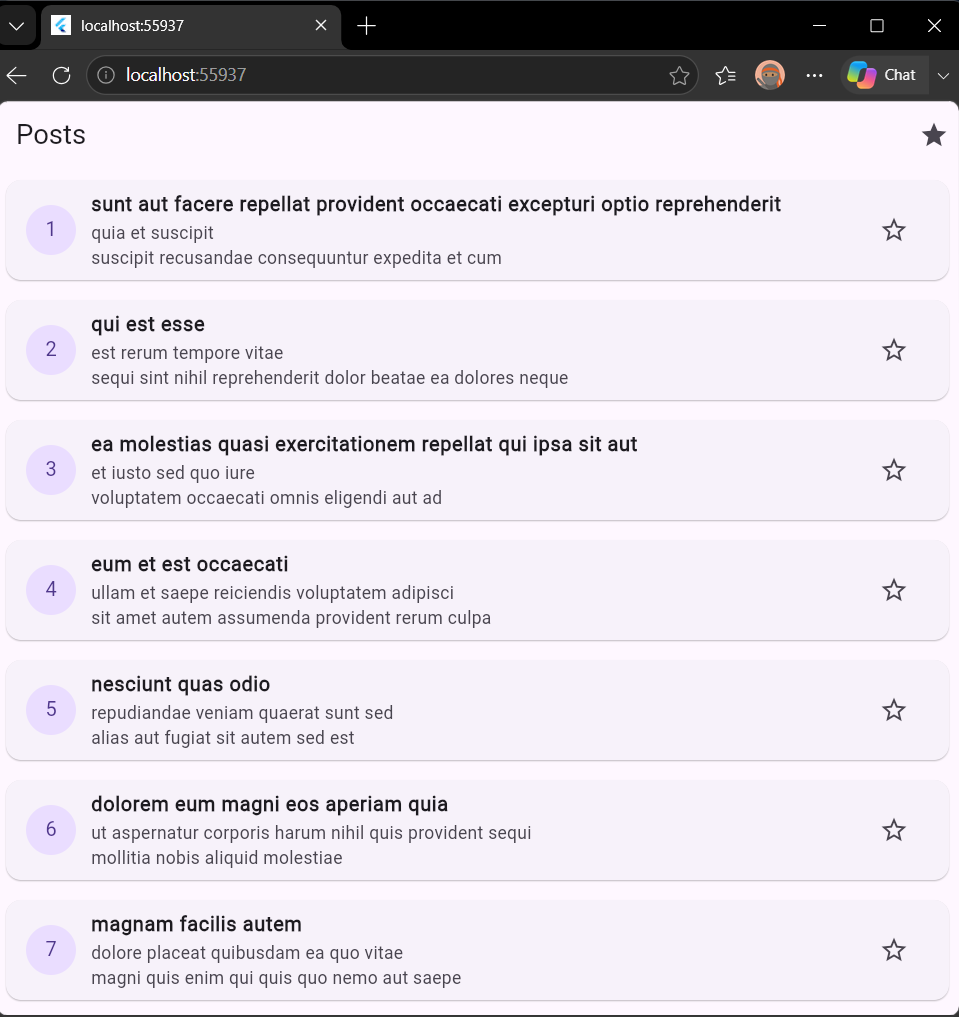 localhost:55937
localhost:55937
Chat
Posts
1
sunt aut facere repellat provident occaecati excepturi optio reprehenderit
quia et suscipit
suscipit recusandae consequuntur expedita et cum
2
qui est esse
est rerum tempore vitae
sequi sint nihil reprehenderit dolor beatae ea dolores neque
3
ea molestias quasi exercitationem repellat qui ipsa sit aut
et iusto sed quo iure
voluptatem occaecati omnis eligendi aut ad
4
eum et est occaecati
ullam et saepe reiciendis voluptatem adipisci
sit amet autem assumenda provident rerum culpa
5
nesciunt quas odio
repudiandae veniam quaerat sunt sed
alias aut fugiat sit autem sed est
6
dolorem eum magni eos aperiam quia
ut aspernatur corporis harum nihil quis provident sequi
mollitia nobis aliquid molestiae
7
magnam facilis autem
dolore placeat quibusdam ea quo vitae
magni quis enim qui quis quo nemo aut saepe